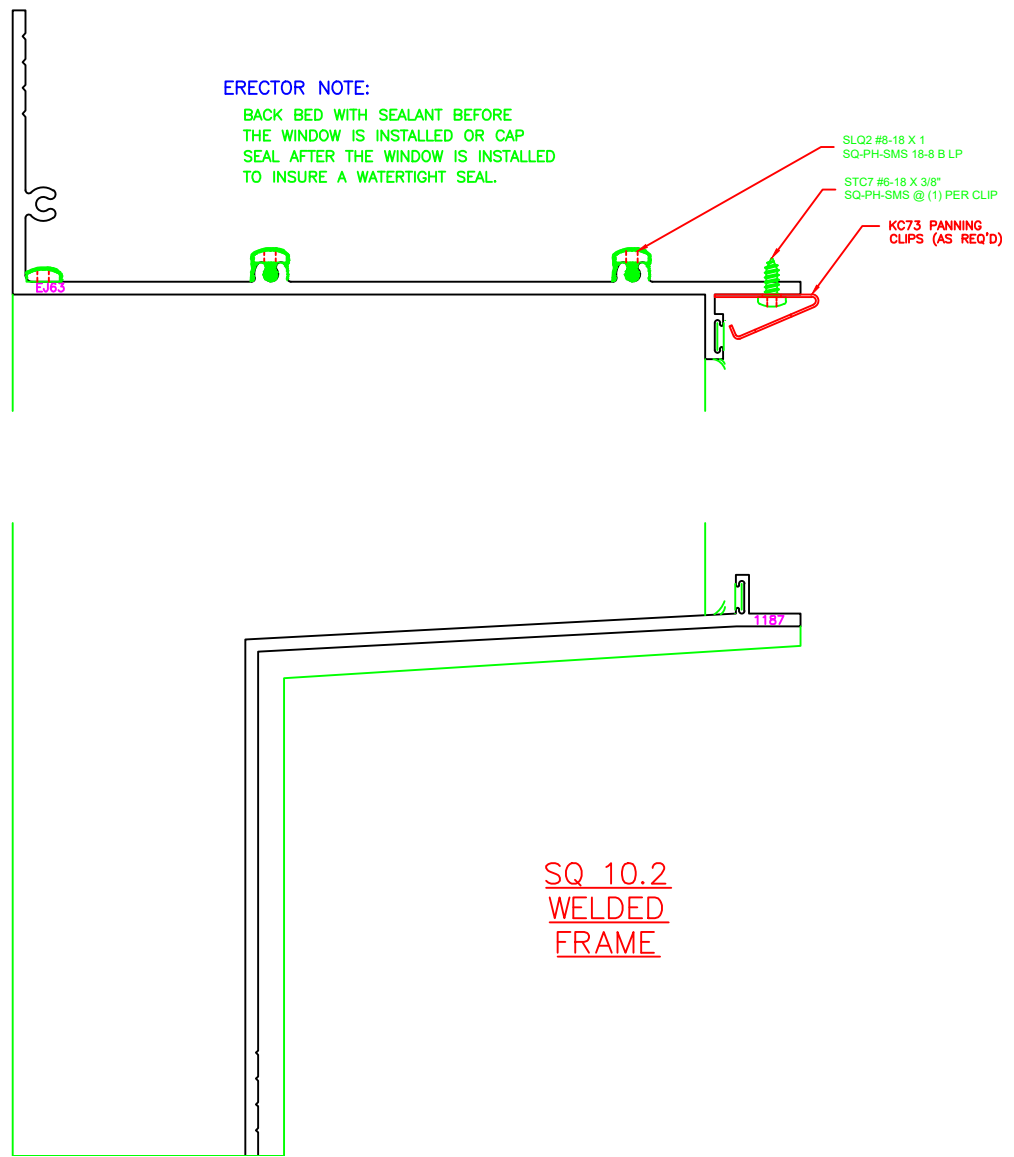 ERECTOR NOTE:
BACK BED WITH SEALANT BEFORE
THE WINDOW IS INSTALLED OR CAP
SEAL AFTER THE WINDOW IS INSTALLED
TO INSURE A WATERTIGHT SEAL.
SLQ2 #8-18 X 1
SQ-PH-SMS 18-8 B LP
STC7 #6-18 X 3/8"
SQ-PH-SMS @ (1) PER CLIP
KC73 PANNING
CLIPS (AS REQ'D)
EJ63
1187
SQ 10.2
WELDED
FRAME